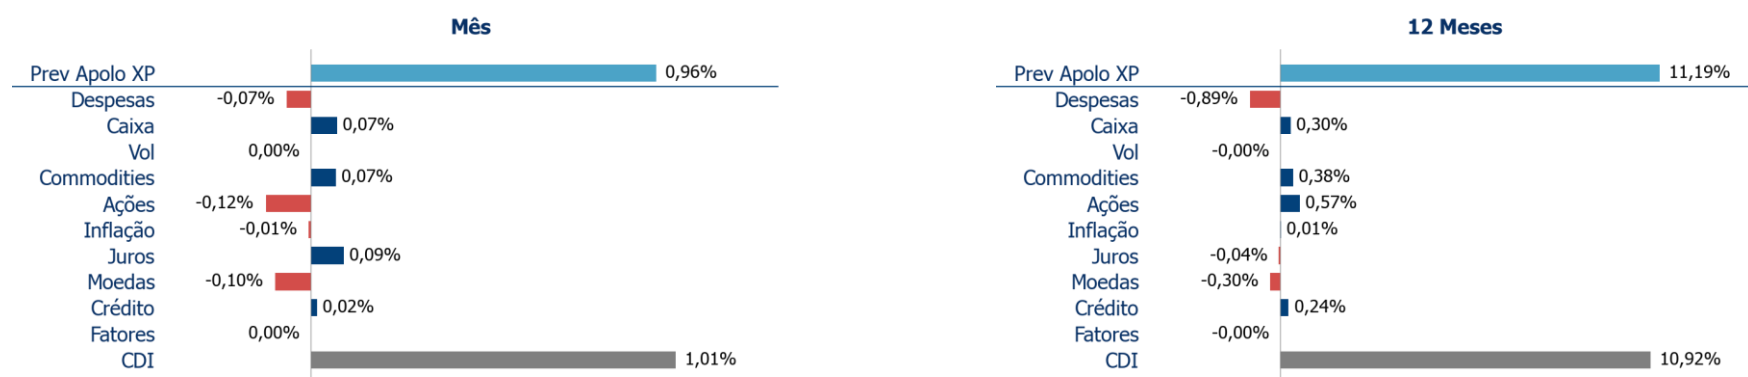 Mês
Prev Apolo XP 0,96%
Despesas -0,07%
Caixa 0,07%
Vol 0,00%
Commodities 0,07%
Ações -0,12%
Inflação -0,01%
Juros 0,09%
Moedas -0,10%
Crédito 0,02%
Fatores 0,00%
CDI 1,01%
12 Meses
Prev Apolo XP 11,19%
Despesas -0,89%
Caixa 0,30%
Vol -0,00%
Commodities 0,38%
Ações 0,57%
Inflação 0,01%
Juros -0,04%
Moedas -0,30%
Crédito 0,24%
Fatores -0,00%
CDI 10,92%